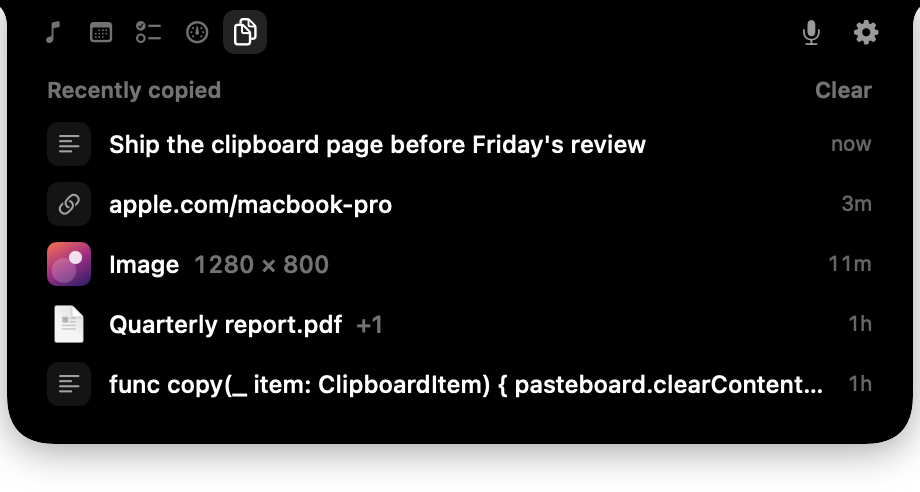 Recently copied Clear
Ship the clipboard page before Friday's review now
apple.com/macbook-pro 3m
Image 1280 × 800 11m
Quarterly report.pdf +1 1h
func copy(_ item: ClipboardItem) { pasteboard.clearContent... 1h